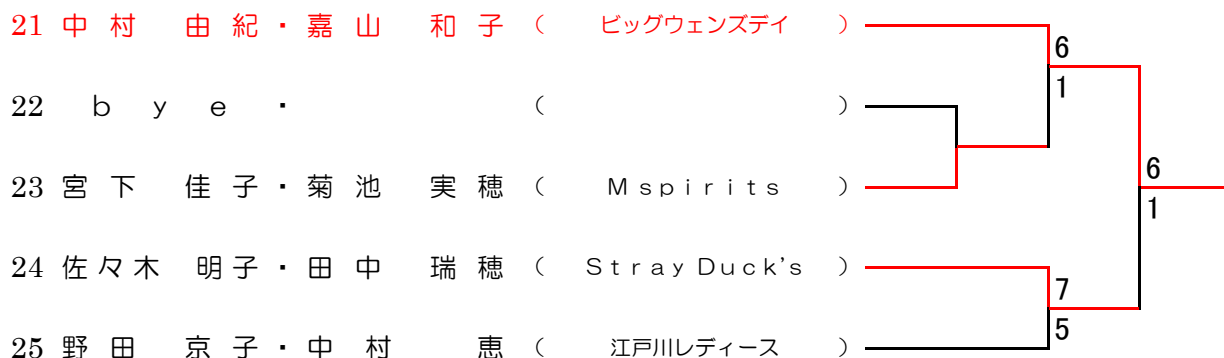 21 中村 由紀・嘉山 和子 ( ビッグウェンズデイ )
6
1
22 bye・ ( )
23 宮下 佳子・菊池 実穂 ( Mspirits )
6
1
24 佐々木 明子・田中 瑞穂 ( Stray Duck's )
7
5
25 野田 京子・中村 恵 ( 江戸川レディース )